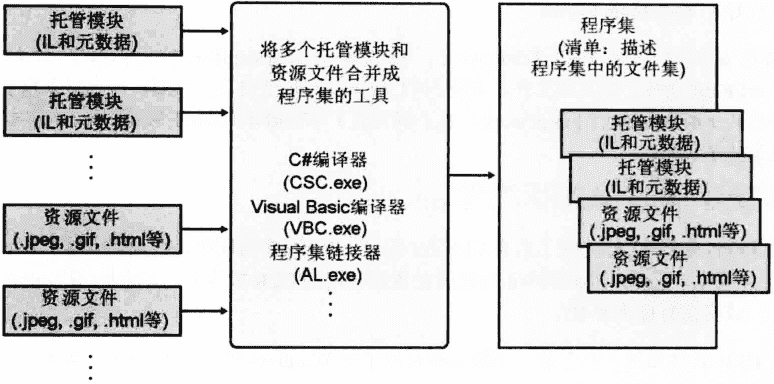 托管模块
(IL和元数据)
托管模块
(IL和元数据)
资源文件
(.jpeg, .gif, .html等)
资源文件
(.jpeg, .gif, .html等)
将多个托管模块和
资源文件合并成
程序集的工具
C#编译器
(CSC.exe)
Visual Basic编译器
(VBC.exe)
程序集链接器
(AL.exe)
程序集
(清单：描述
程序集中的文件集)
托管模块
(IL和元数据)
托管模块
(IL和元数据)
资源文件
(.jpeg, .gif, .html等)
资源文件
(.jpeg, .gif, .html等)